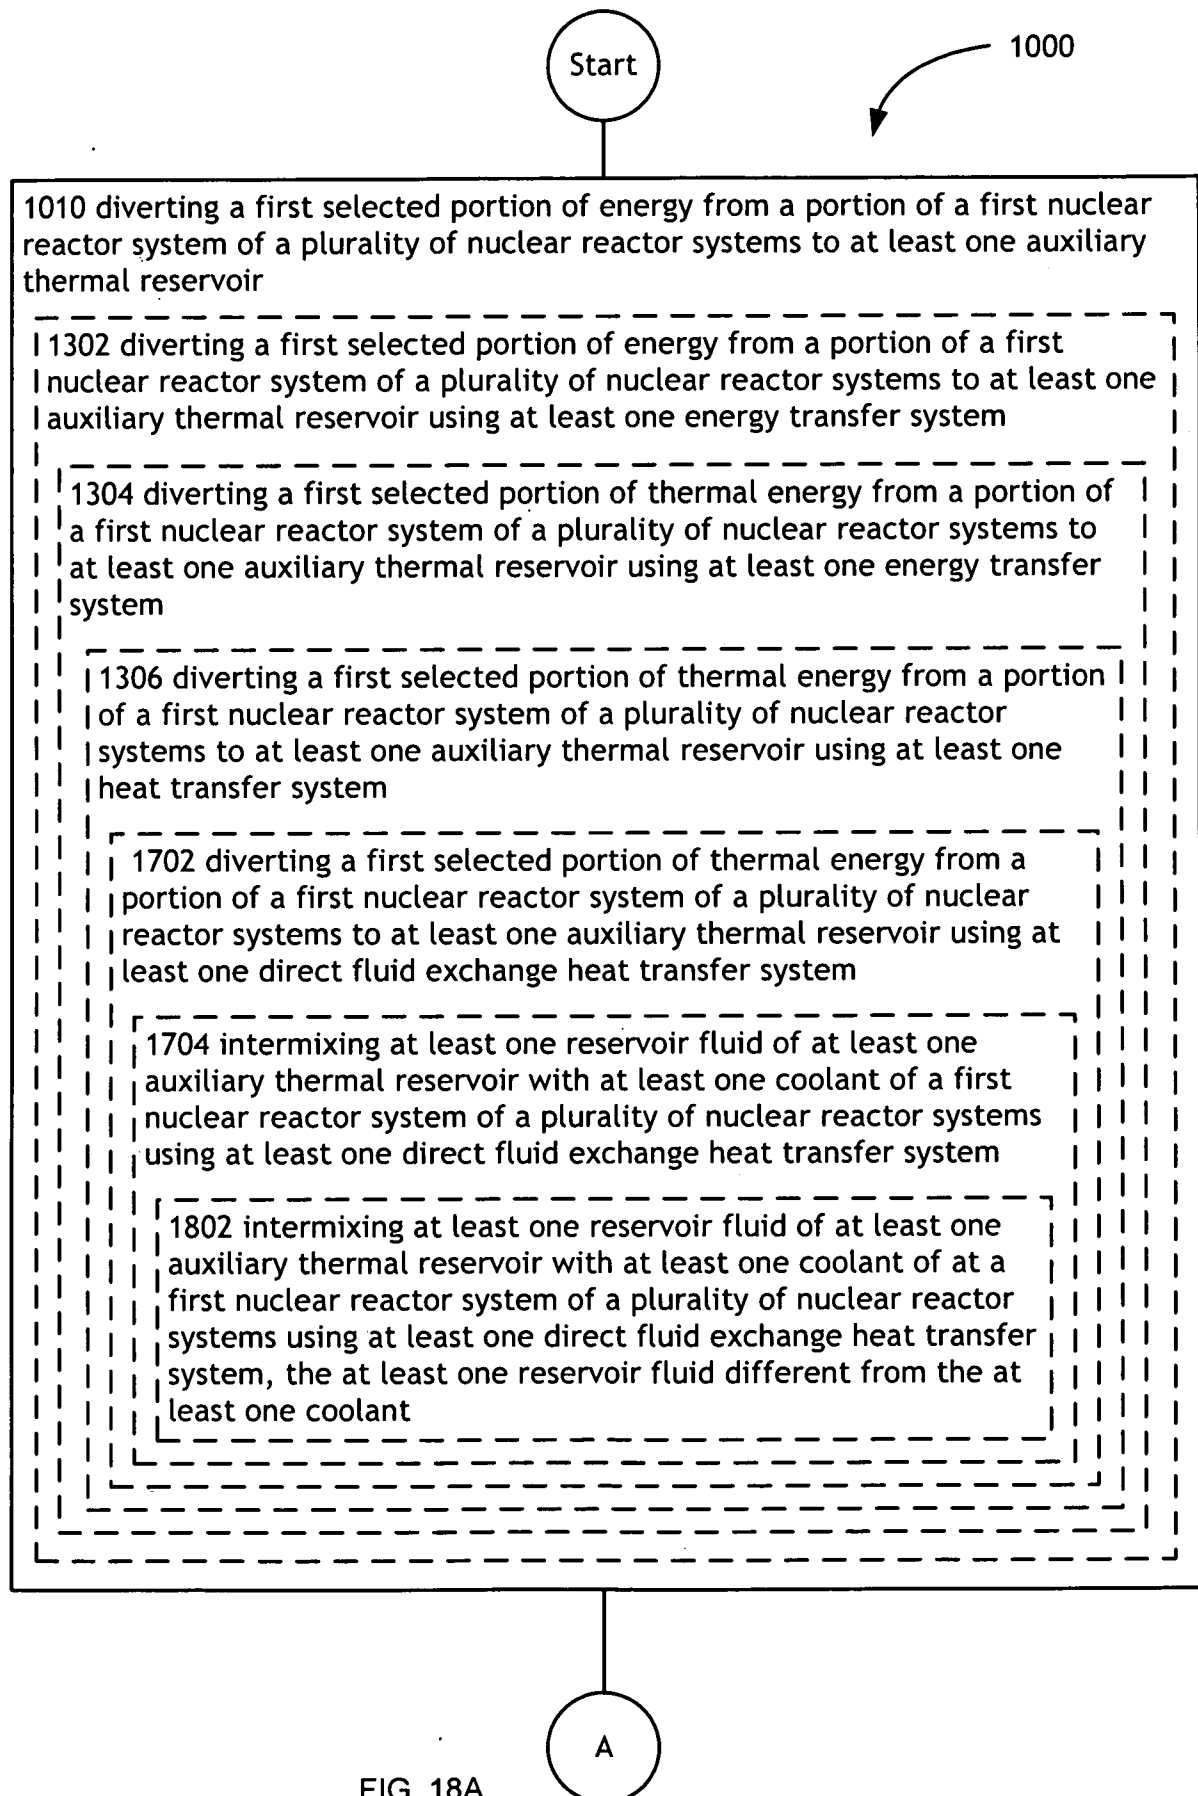 Start
1000
1010 diverting a first selected portion of energy from a portion of a first nuclear
reactor system of a plurality of nuclear reactor systems to at least one auxiliary
thermal reservoir
1302 diverting a first selected portion of energy from a portion of a first
nuclear reactor system of a plurality of nuclear reactor systems to at least one
auxiliary thermal reservoir using at least one energy transfer system
1304 diverting a first selected portion of thermal energy from a portion of
a first nuclear reactor system of a plurality of nuclear reactor systems to
at least one auxiliary thermal reservoir using at least one energy transfer
system
1306 diverting a first selected portion of thermal energy from a portion
of a first nuclear reactor system of a plurality of nuclear reactor
systems to at least one auxiliary thermal reservoir using at least one
heat transfer system
1702 diverting a first selected portion of thermal energy from a
portion of a first nuclear reactor system of a plurality of nuclear
reactor systems to at least one auxiliary thermal reservoir using at
least one direct fluid exchange heat transfer system
1704 intermixing at least one reservoir fluid of at least one
auxiliary thermal reservoir with at least one coolant of a first
nuclear reactor system of a plurality of nuclear reactor systems
using at least one direct fluid exchange heat transfer system
1802 intermixing at least one reservoir fluid of at least one
auxiliary thermal reservoir with at least one coolant of at a
first nuclear reactor system of a plurality of nuclear reactor
systems using at least one direct fluid exchange heat transfer
system, the at least one reservoir fluid different from the at
least one coolant
A
FIG. 18A